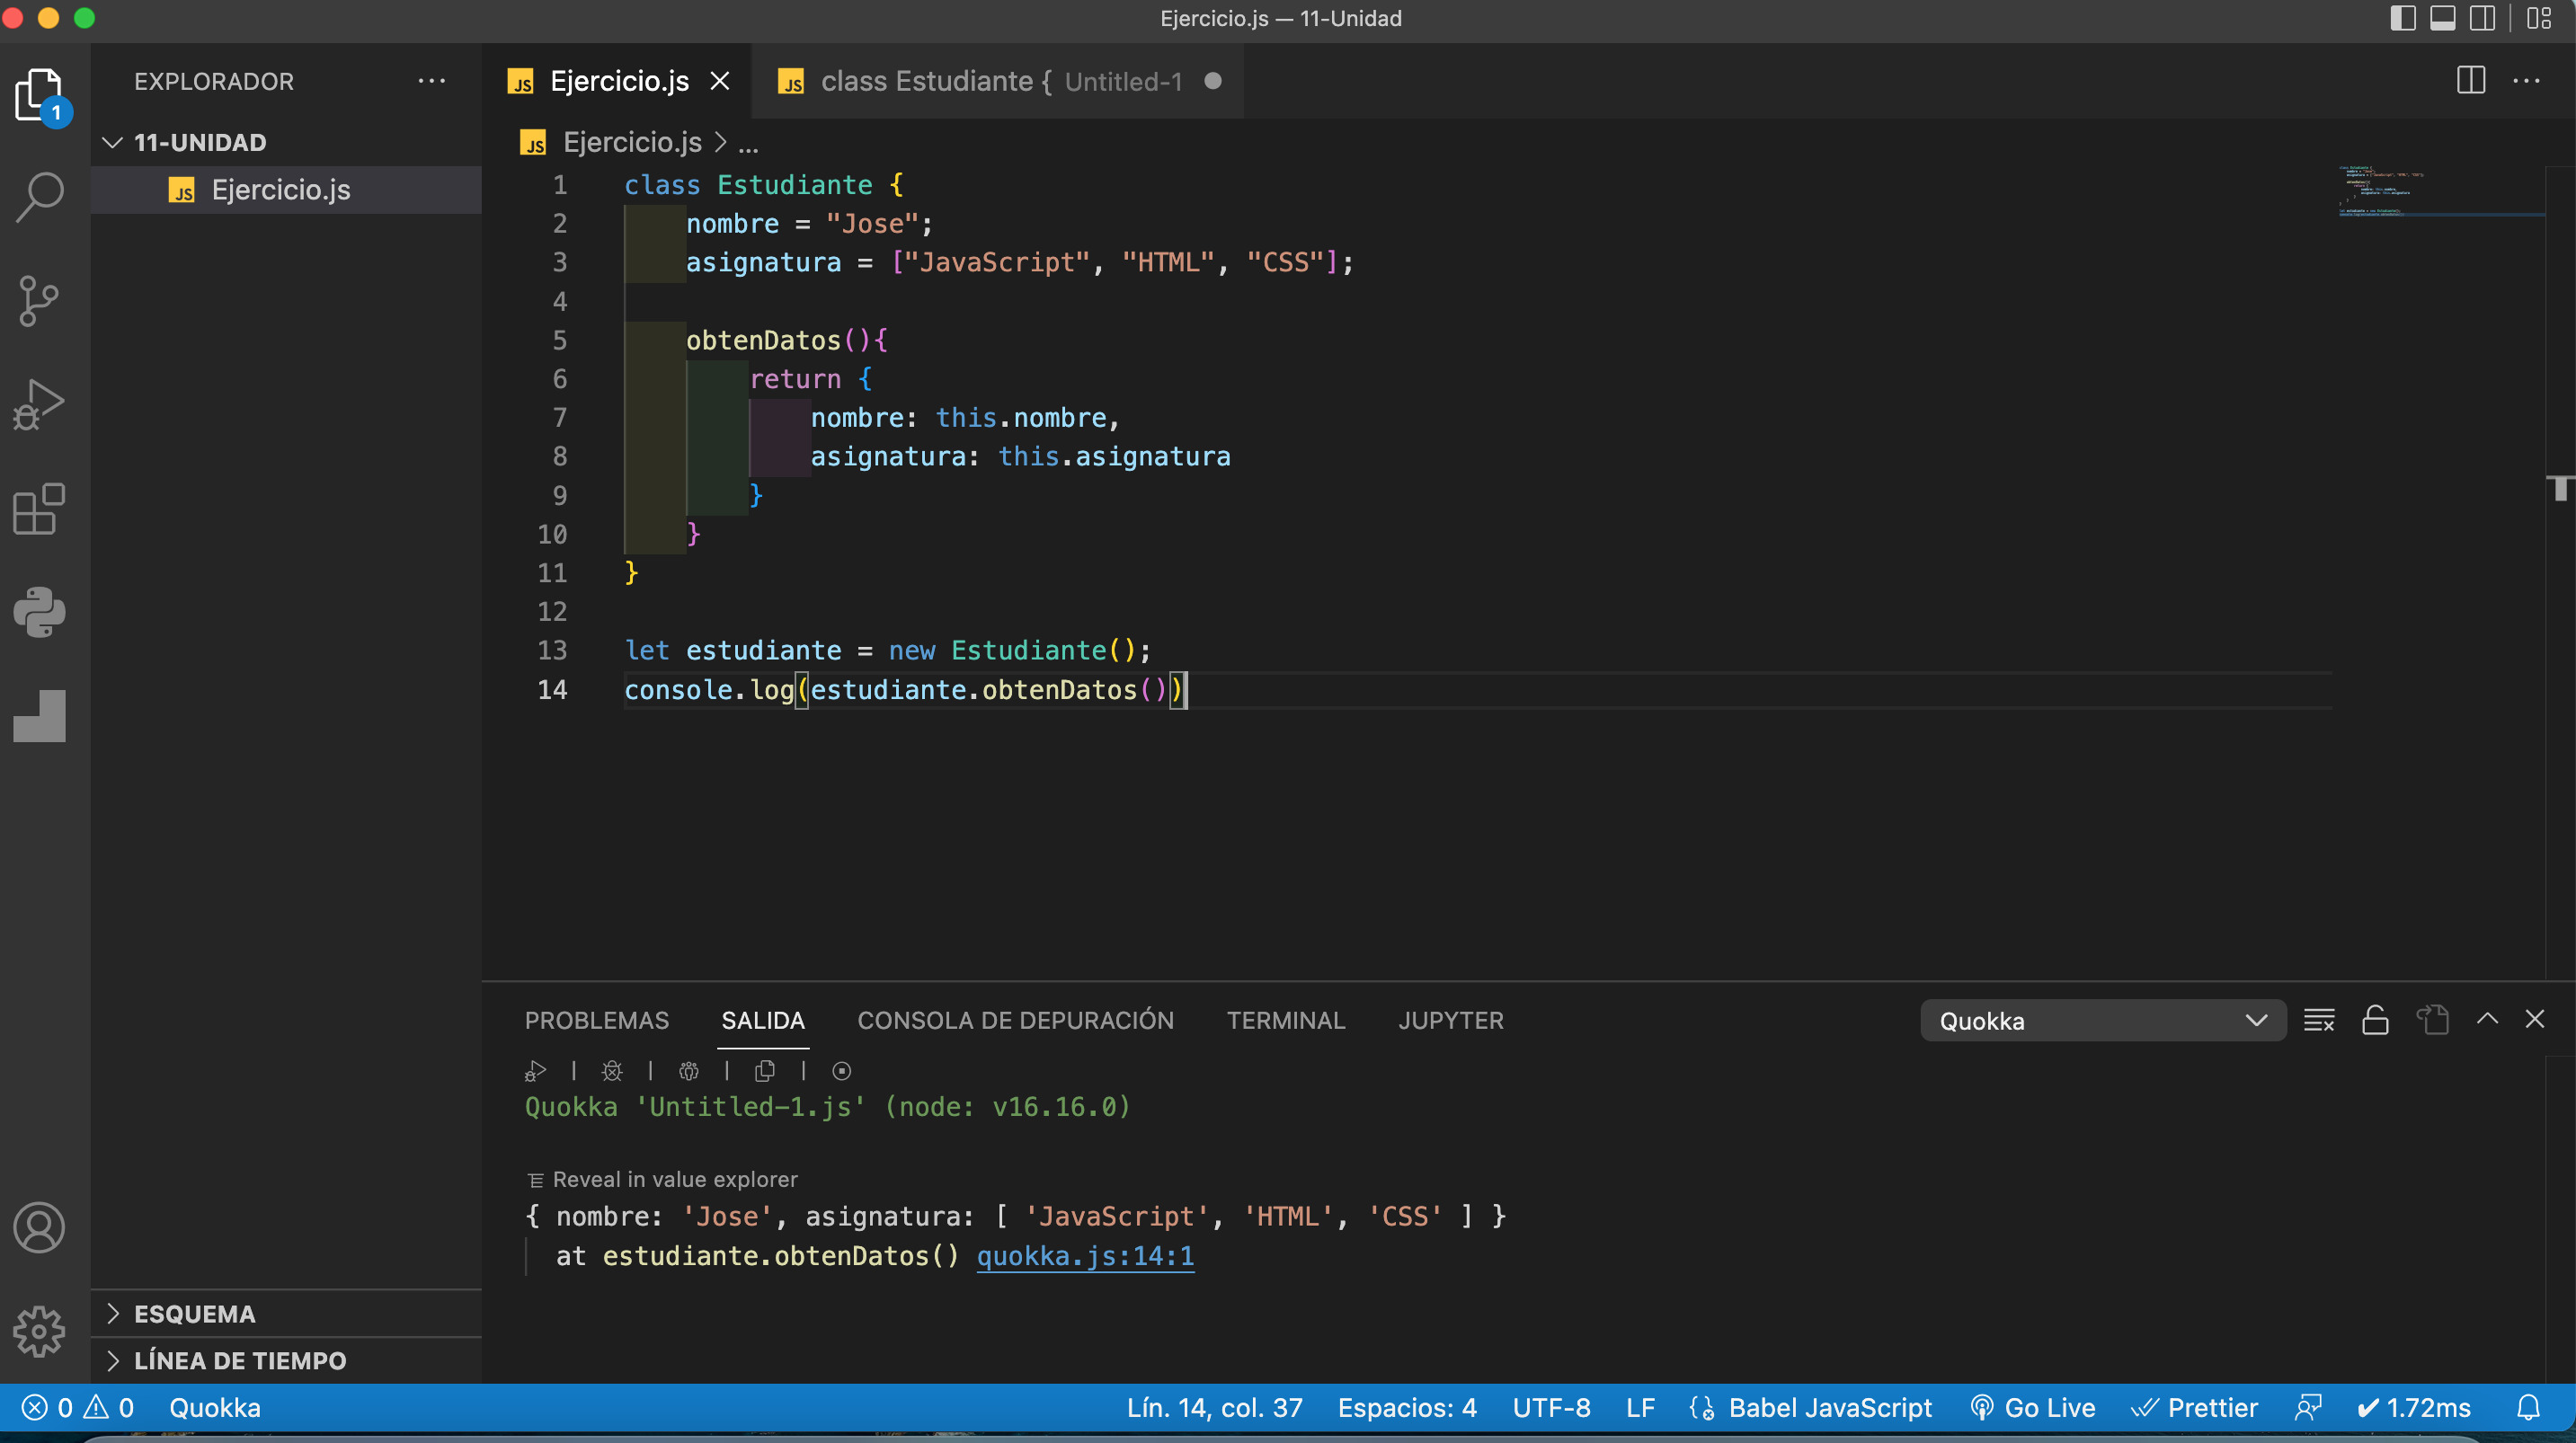 Ejercicio.js — 11-Unidad
EXPLORADOR
1
11-UNIDAD
JS Ejercicio.js
JS Ejercicio.js
JS class Estudiante { Untitled-1
JS Ejercicio.js > ...
1 class Estudiante {
2 nombre = "Jose";
3 asignatura = ["JavaScript", "HTML", "CSS"];
4
5 obtenDatos(){
6 return {
7 nombre: this.nombre,
8 asignatura: this.asignatura
9 }
10 }
11 }
12
13 let estudiante = new Estudiante();
14 console.log(estudiante.obtenDatos())
PROBLEMAS SALIDA CONSOLA DE DEPURACIÓN TERMINAL JUPYTER
Quokka
Quokka 'Untitled-1.js' (node: v16.16.0)
Reveal in value explorer
{ nombre: 'Jose', asignatura: [ 'JavaScript', 'HTML', 'CSS' ] }
at estudiante.obtenDatos() quokka.js:14:1
ESQUEMA
LÍNEA DE TIEMPO
0 0 Quokka Lín. 14, col. 37 Espacios: 4 UTF-8 LF Babel JavaScript Go Live Prettier ✔ 1.72ms